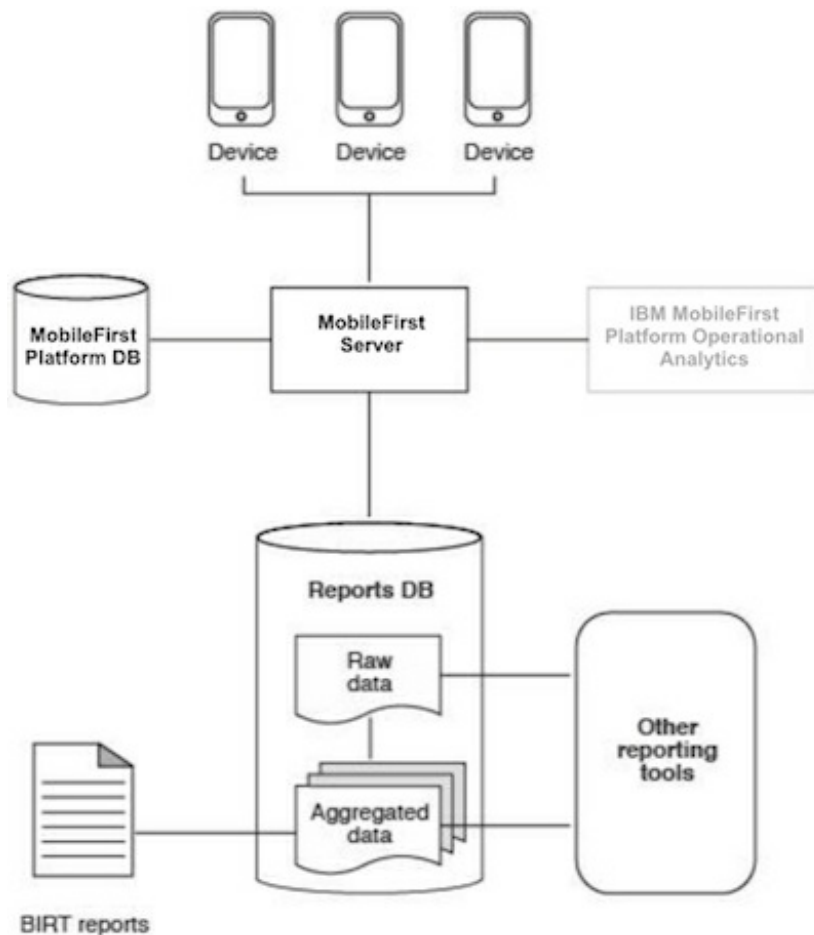 Device
Device
Device
MobileFirst
Platform DB
MobileFirst
Server
IBM MobileFirst
Platform Operational
Analytics
Reports DB
Raw
data
Aggregated
data
Other
reporting
tools
BIRT reports